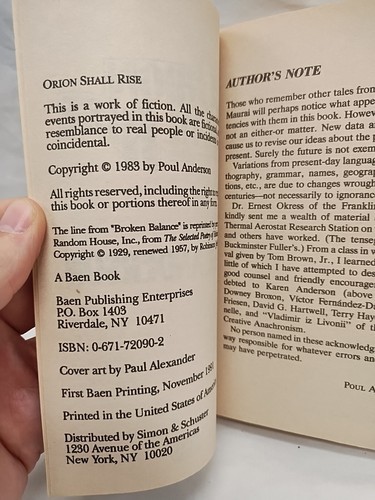 ORION SHALL RISE
This is a work of fiction. All the
events portrayed in this book are fictional,
resemblance to real people or incidents
coincidental.
Copyright © 1983 by Poul Anderson
All rights reserved, including the right to
this book or portions thereof in any
The line from "Broken Balance" is reprinted by
Random House, Inc., from The Selected Poetry of
Copyright © 1929, renewed 1957, by Robinson
A Baen Book
Baen Publishing Enterprises
P.O. Box 1403
Riverdale, NY 10471
ISBN: 0-671-72090-2
Cover art by Paul Alexander
First Baen Printing, November 1991
Printed in the United States of America
Distributed by Simon & Schuster
1230 Avenue of the Americas
New York, NY 10020
AUTHOR'S NOTE
Those who remember other tales from
Maurai will perhaps notice what appe
tencies with them in this book. Howev
not an either-or matter. New data a
cause us to revise our ideas about the p
present. Surely the future is not exem
Variations from present-day languag
thography, grammar, names, geograp
tions, etc., are due to changes wrough
centuries—not necessarily to ignorance
Dr. Ernest Okress of the Franklin
kindly sent me a wealth of material
Thermal Aerostat Research Station on
and others have worked. (The tenseg
Buckminster Fuller's.) From a class in v
val given by Tom Brown, Jr., I learned
little of which I have attempted to des
good counsel and friendly encourage
debted to Karen Anderson (above
Downey Broxon, Víctor Fernández-Dá
Friesen, David G. Hartwell, Terry Hay
nelle, and "Vladimir iz Livonii" of th
Creative Anachronism.
No person named in these acknowledg
way responsible for whatever errors and
may have perpetrated.
POUL A